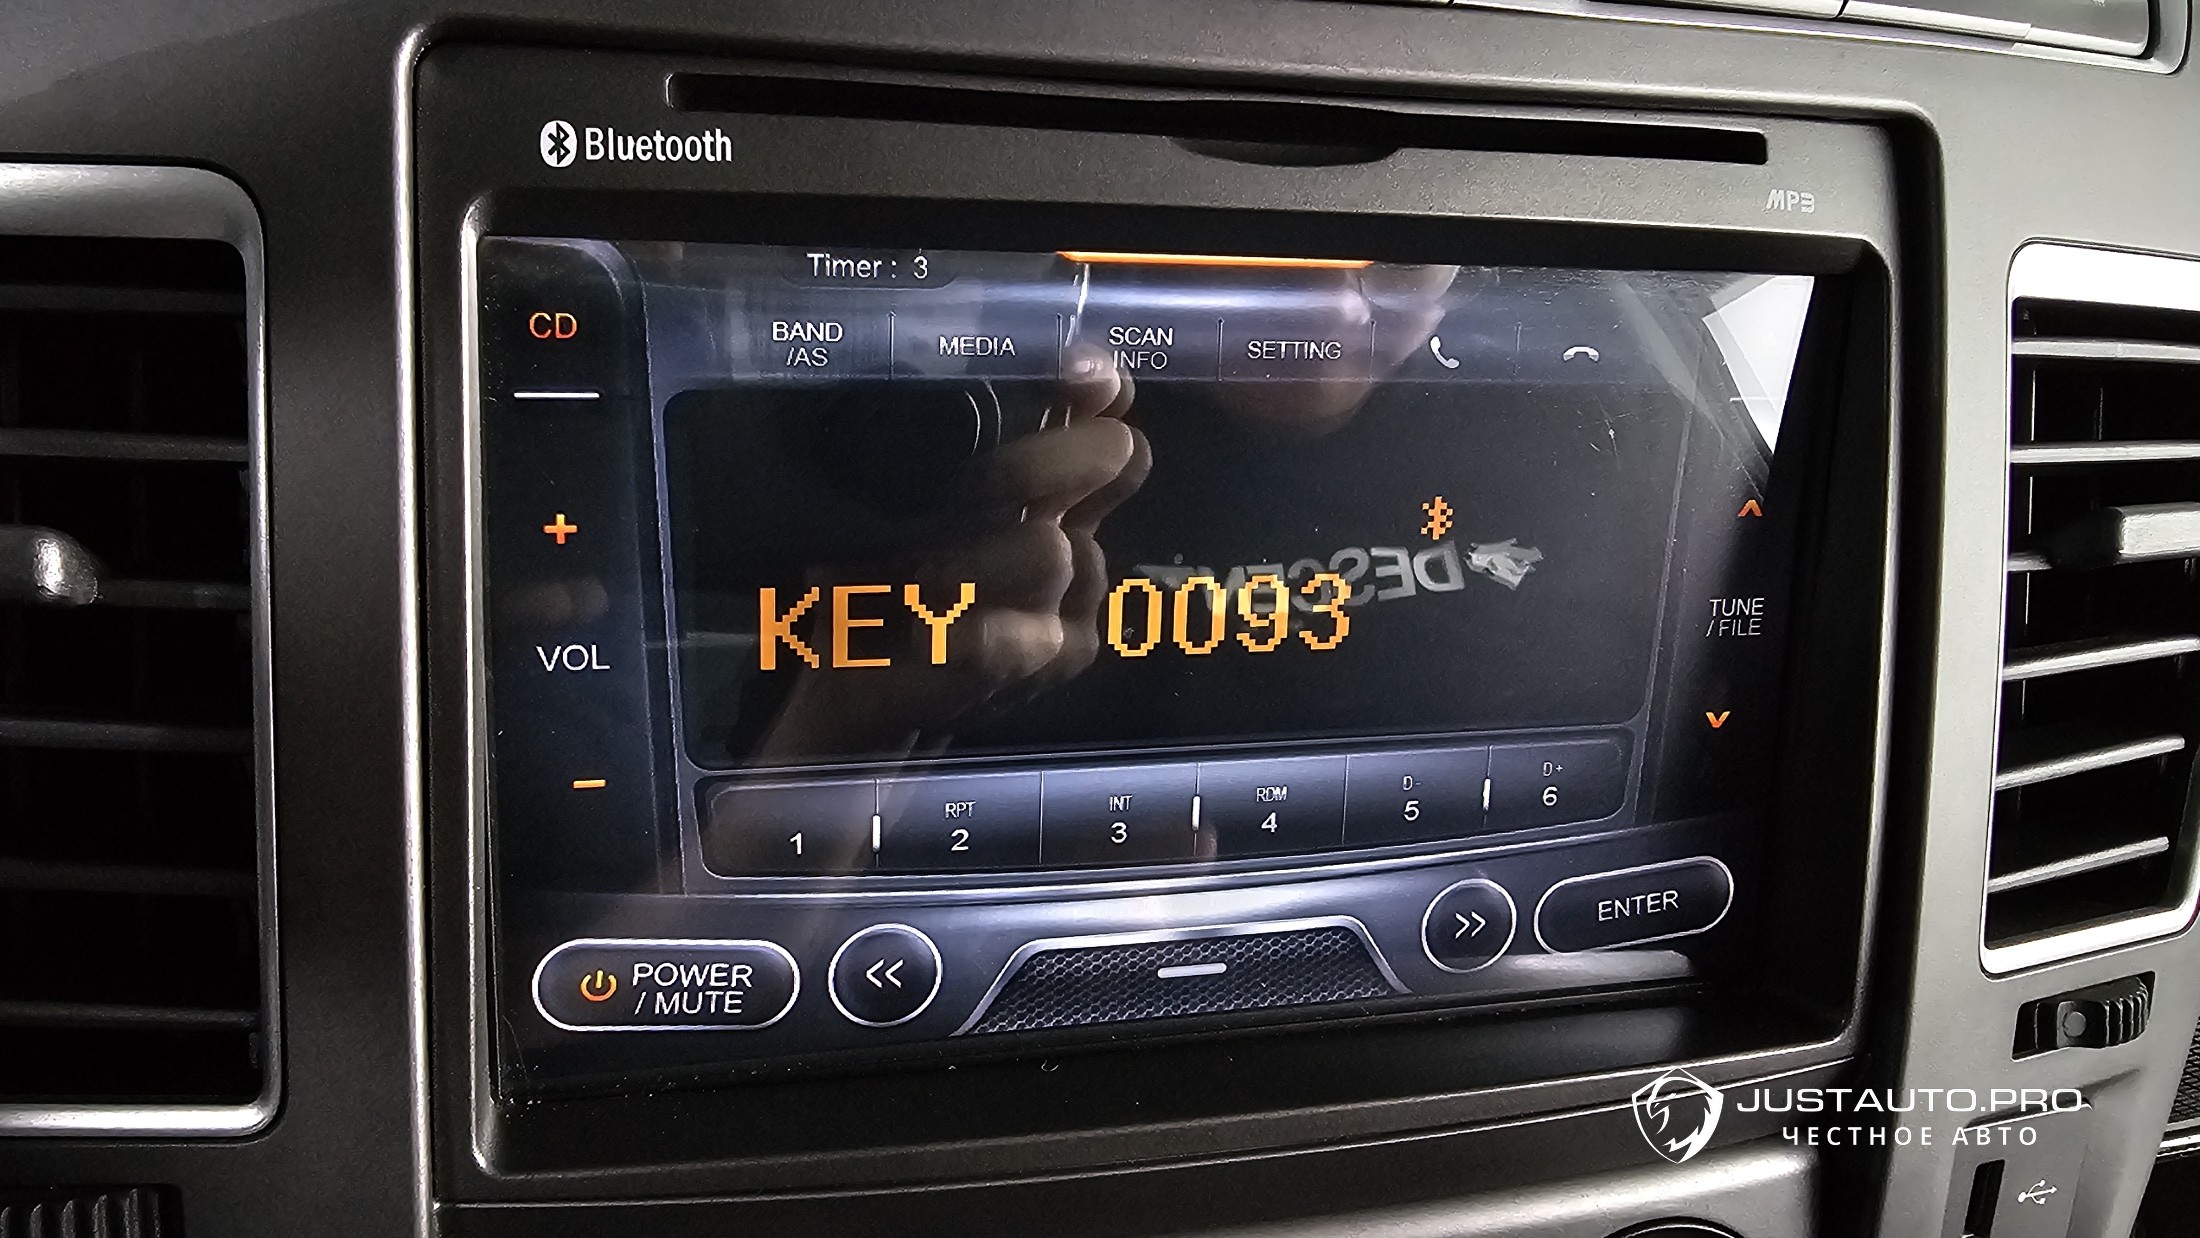 Bluetooth
MP3
Timer : 3
CD
BAND
/AS
MEDIA
SCAN
INFO
SETTING
+
VOL
−
KEY 0093
DESCENT
TUNE
/ FILE
1
RPT
2
INT
3
RDM
4
D-
5
D+
6
POWER
/ MUTE
<<
>>
ENTER
JUSTAUTO.PRO
ЧЕСТНОЕ АВТО